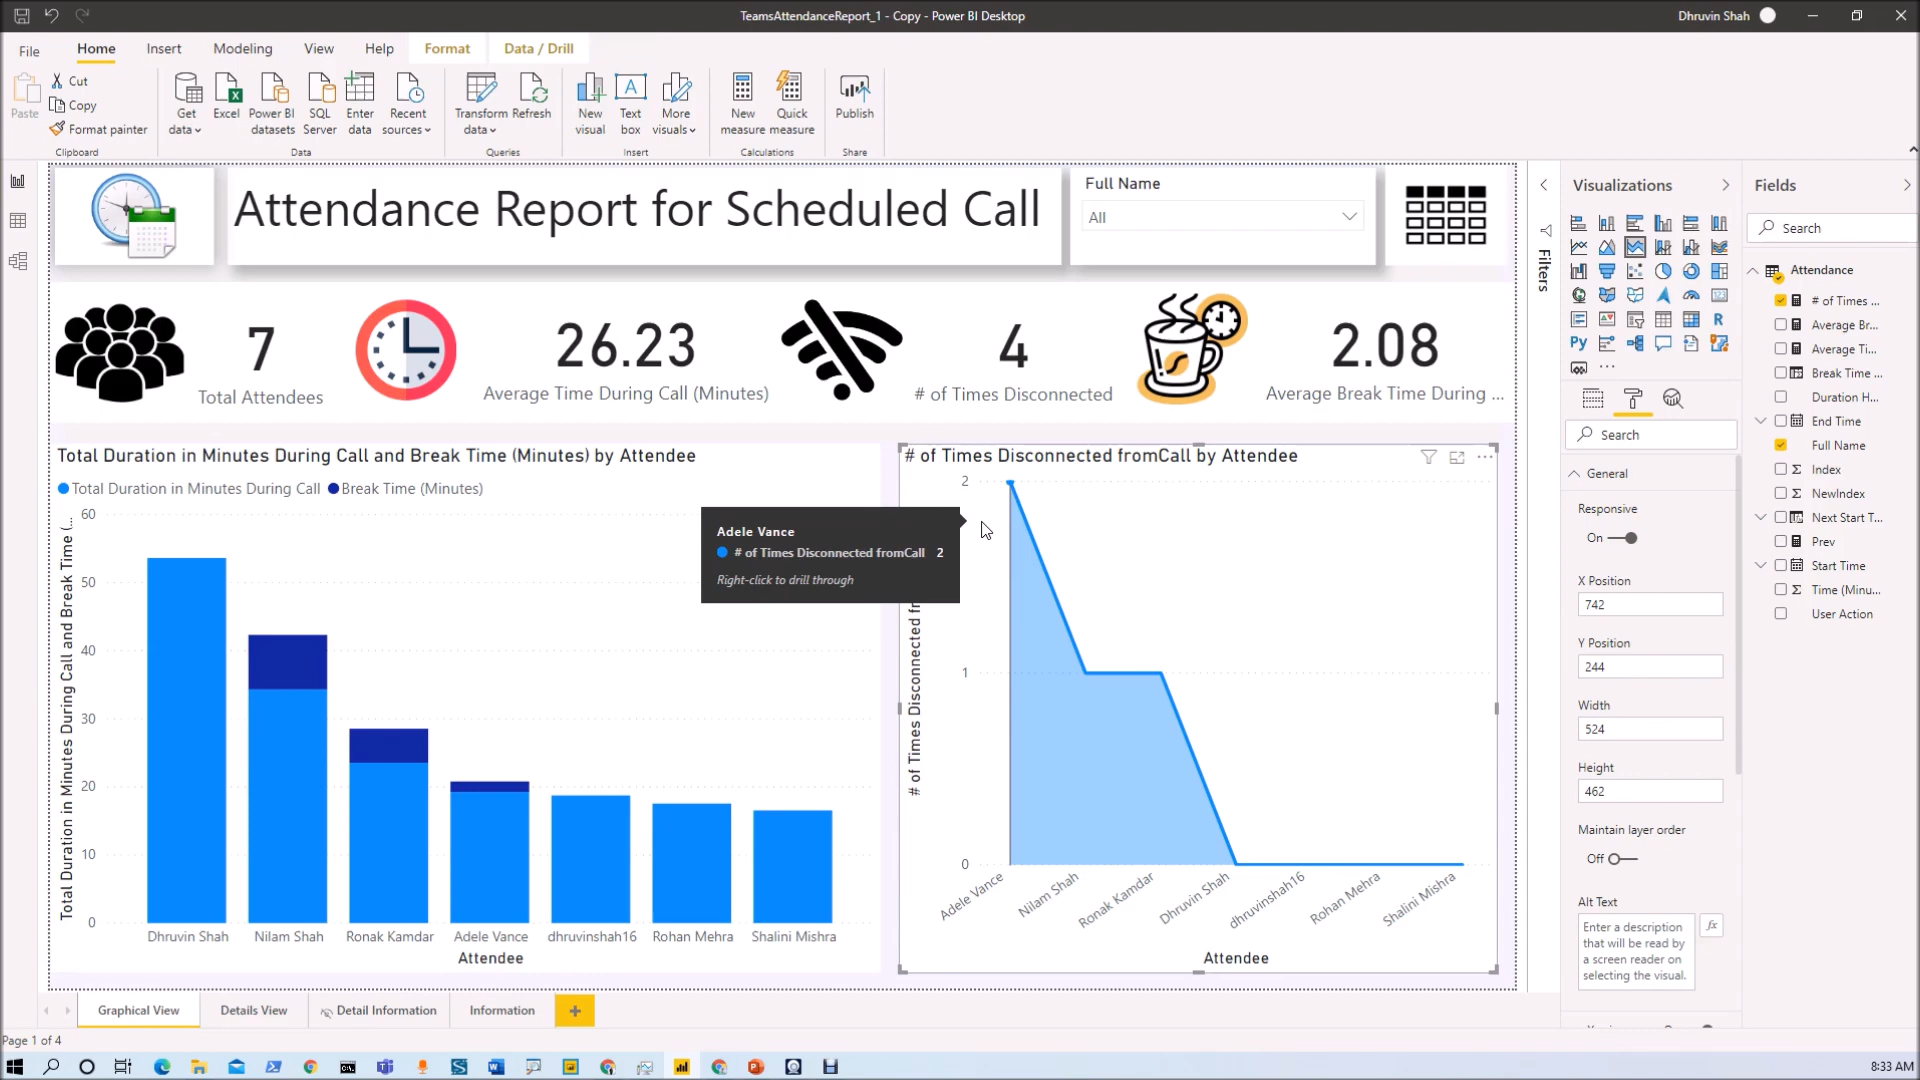 TeamsAttendanceReport_1 - Copy - Power BI Desktop
Dhruvin Shah
File
Home
Insert
Modeling
View
Help
Format
Data / Drill
Paste
Cut
Copy
Format painter
Clipboard
Get data
Excel
Power BI datasets
SQL Server
Enter data
Recent sources
Data
Transform data
Refresh
Queries
New visual
Text box
More visuals
Insert
New measure
Quick measure
Calculations
Publish
Share
Attendance Report for Scheduled Call
Full Name
All
7
Total Attendees
26.23
Average Time During Call (Minutes)
4
# of Times Disconnected
2.08
Average Break Time During ...
Total Duration in Minutes During Call and Break Time (Minutes) by Attendee
Total Duration in Minutes During Call
Break Time (Minutes)
Total Duration in Minutes During Call and Break Time (...
60
50
40
30
20
10
0
Dhruvin Shah
Nilam Shah
Ronak Kamdar
Adele Vance
dhruvinshah16
Rohan Mehra
Shalini Mishra
Attendee
# of Times Disconnected fromCall by Attendee
Adele Vance
# of Times Disconnected fromCall 2
Right-click to drill through
# of Times Disconnected fr
2
1
0
Adele Vance
Nilam Shah
Ronak Kamdar
Dhruvin Shah
dhruvinshah16
Rohan Mehra
Shalini Mishra
Attendee
Filters
Visualizations
R
Py
Search
General
Responsive
On
X Position
742
Y Position
244
Width
524
Height
462
Maintain layer order
Off
Alt Text
Enter a description
that will be read by
a screen reader on
selecting the visual.
fx
Fields
Search
Attendance
# of Times ...
Average Br...
Average Ti...
Break Time ...
Duration H...
End Time
Full Name
Index
NewIndex
Next Start T...
Prev
Start Time
Time (Minu...
User Action
Graphical View
Details View
Detail Information
Information
+
Page 1 of 4
8:33 AM